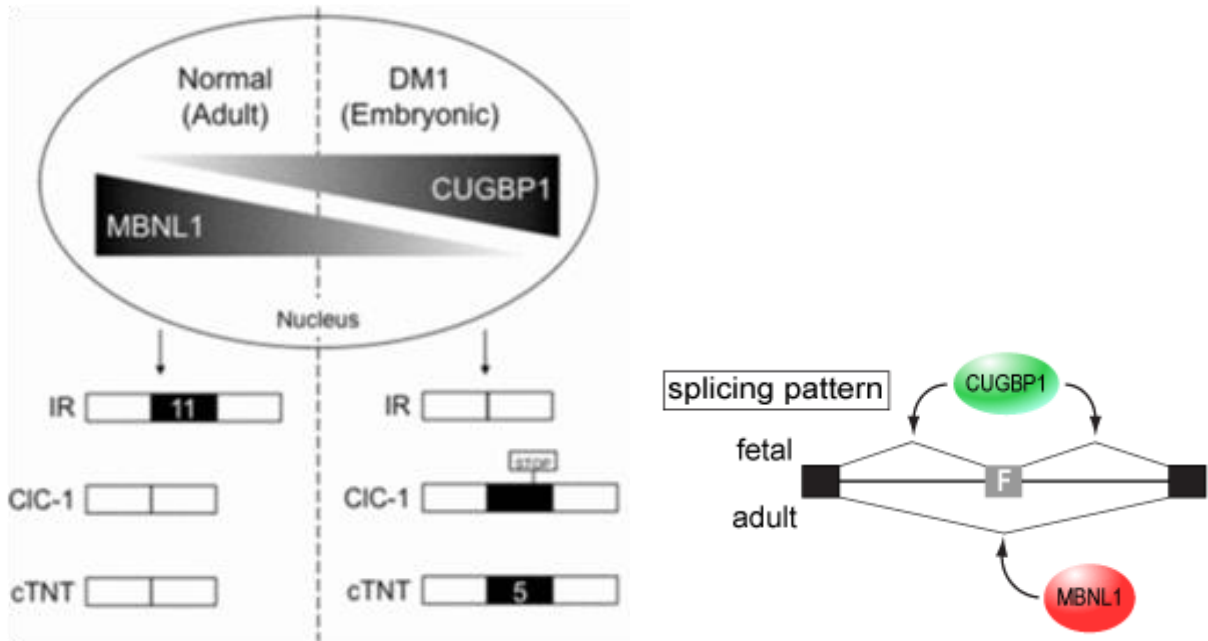 Normal
(Adult)
DM1
(Embryonic)
CUGBP1
MBNL1
Nucleus
IR 11
IR
ClC-1
STOP
ClC-1
cTNT
cTNT 5
splicing pattern
CUGBP1
fetal
F
adult
MBNL1